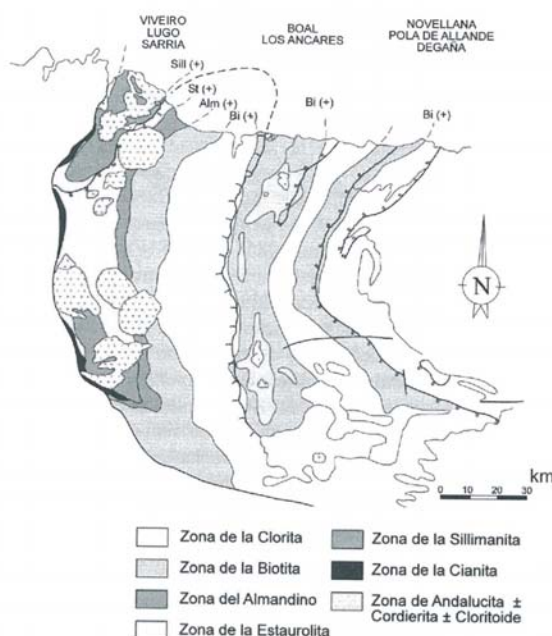 VIVEIRO
LUGO
SARRIA
BOAL
LOS ANCARES
NOVELLANA
POLA DE ALLANDE
DEGAÑA
Sill (+)
St (+)
Alm (+)
Bi (+)
Bi (+)
Bi (+)
N
km
0 10 20 30
Zona de la Clorita
Zona de la Biotita
Zona del Almandino
Zona de la Estaurolita
Zona de la Sillimanita
Zona de la Cianita
Zona de Andalucita ±
Cordierita ± Cloritoide